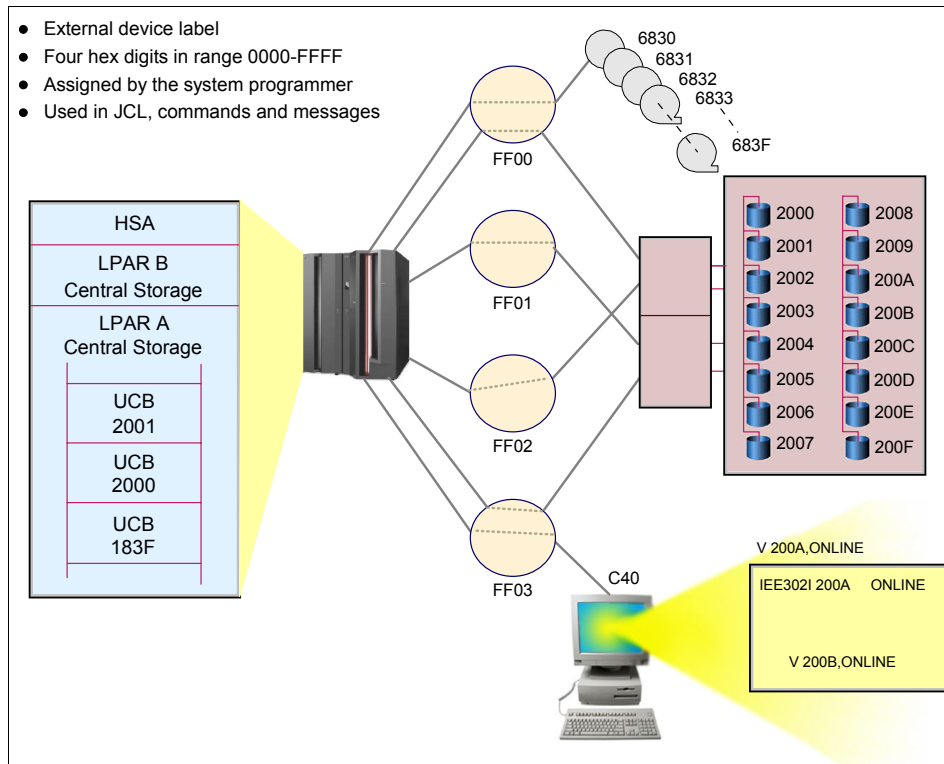 External device label
Four hex digits in range 0000-FFFF
Assigned by the system programmer
Used in JCL, commands and messages
HSA
LPAR B
Central Storage
LPAR A
Central Storage
UCB
2001
UCB
2000
UCB
183F
FF00
FF01
FF02
FF03
6830
6831
6832
6833
683F
2000
2001
2002
2003
2004
2005
2006
2007
2008
2009
200A
200B
200C
200D
200E
200F
C40
V 200A,ONLINE
IEE302I 200A ONLINE
V 200B,ONLINE